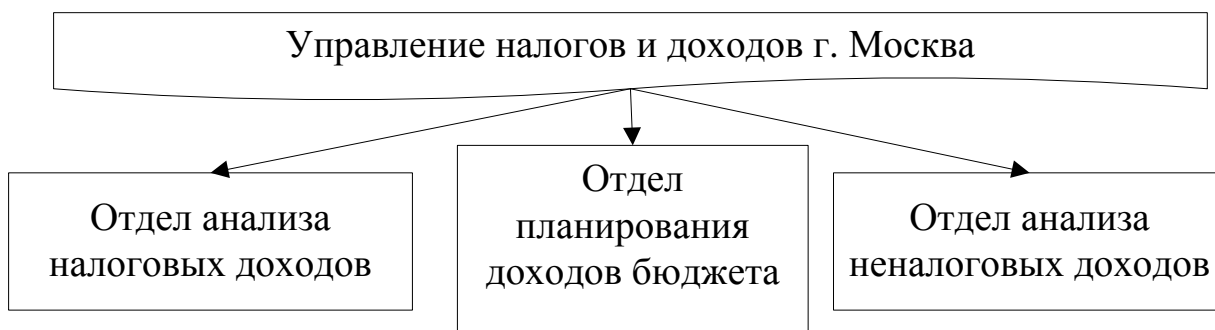 Управление налогов и доходов г. Москва
Отдел анализа
налоговых доходов
Отдел
планирования
доходов бюджета
Отдел анализа
неналоговых доходов